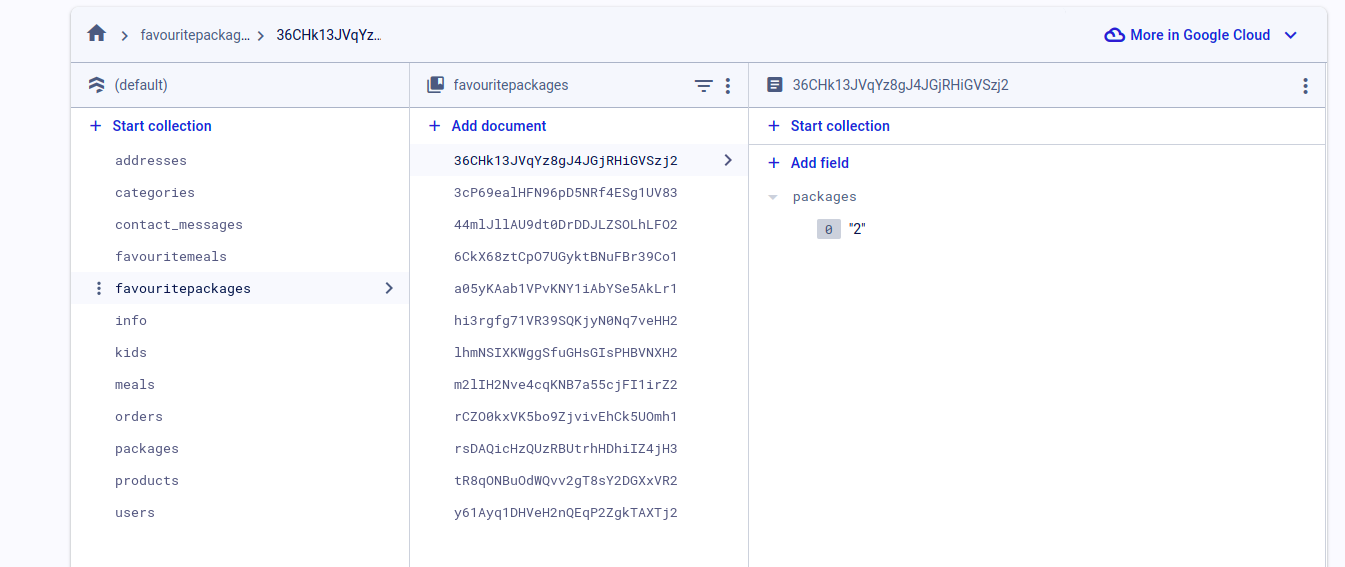 favouritepackag... 36CHk13JVqYz... More in Google Cloud
(default)
Start collection
addresses
categories
contact_messages
favouritemeals
favouritepackages
info
kids
meals
orders
packages
products
users
favouritepackages
Add document
36CHk13JVqYz8gJ4JGjRHiGVSzj2
3cP69ealHFN96pD5NRf4ESg1UV83
44mlJllAU9dt0DrDDJLZSOLhLFO2
6CkX68ztCpO7UGyktBNuFBr39Co1
a05yKAab1VPvKNY1iAbYSe5AkLr1
hi3rgfg71VR39SQKjyN0Nq7veHH2
lhmNSIXKWggSfuGHsGIsPHBVNXH2
m2lIH2Nve4cqKNB7a55cjFI1irZ2
rCZO0kxVK5bo9ZjvivEhCk5UOmh1
rsDAQicHzQUzRBUtrhHDhiIZ4jH3
tR8qONBuOdWQvv2gT8sY2DGXxVR2
y61Ayq1DHVeH2nQEqP2ZgkTAXTj2
36CHk13JVqYz8gJ4JGjRHiGVSzj2
Start collection
Add field
packages
0 "2"